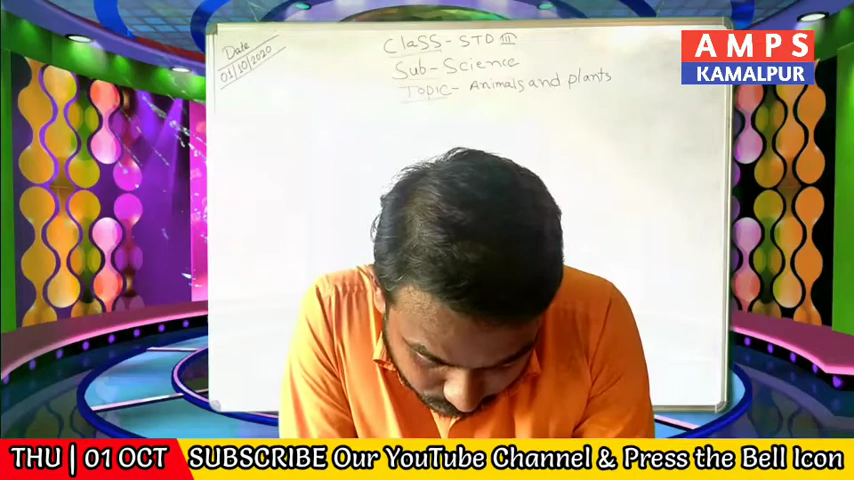 Date
01/10/2020
Class - STD III
Sub - Science
Topic - Animals and plants
AMPS
KAMALPUR
THU | 01 OCT SUBSCRIBE Our YouTube Channel & Press the Bell Icon